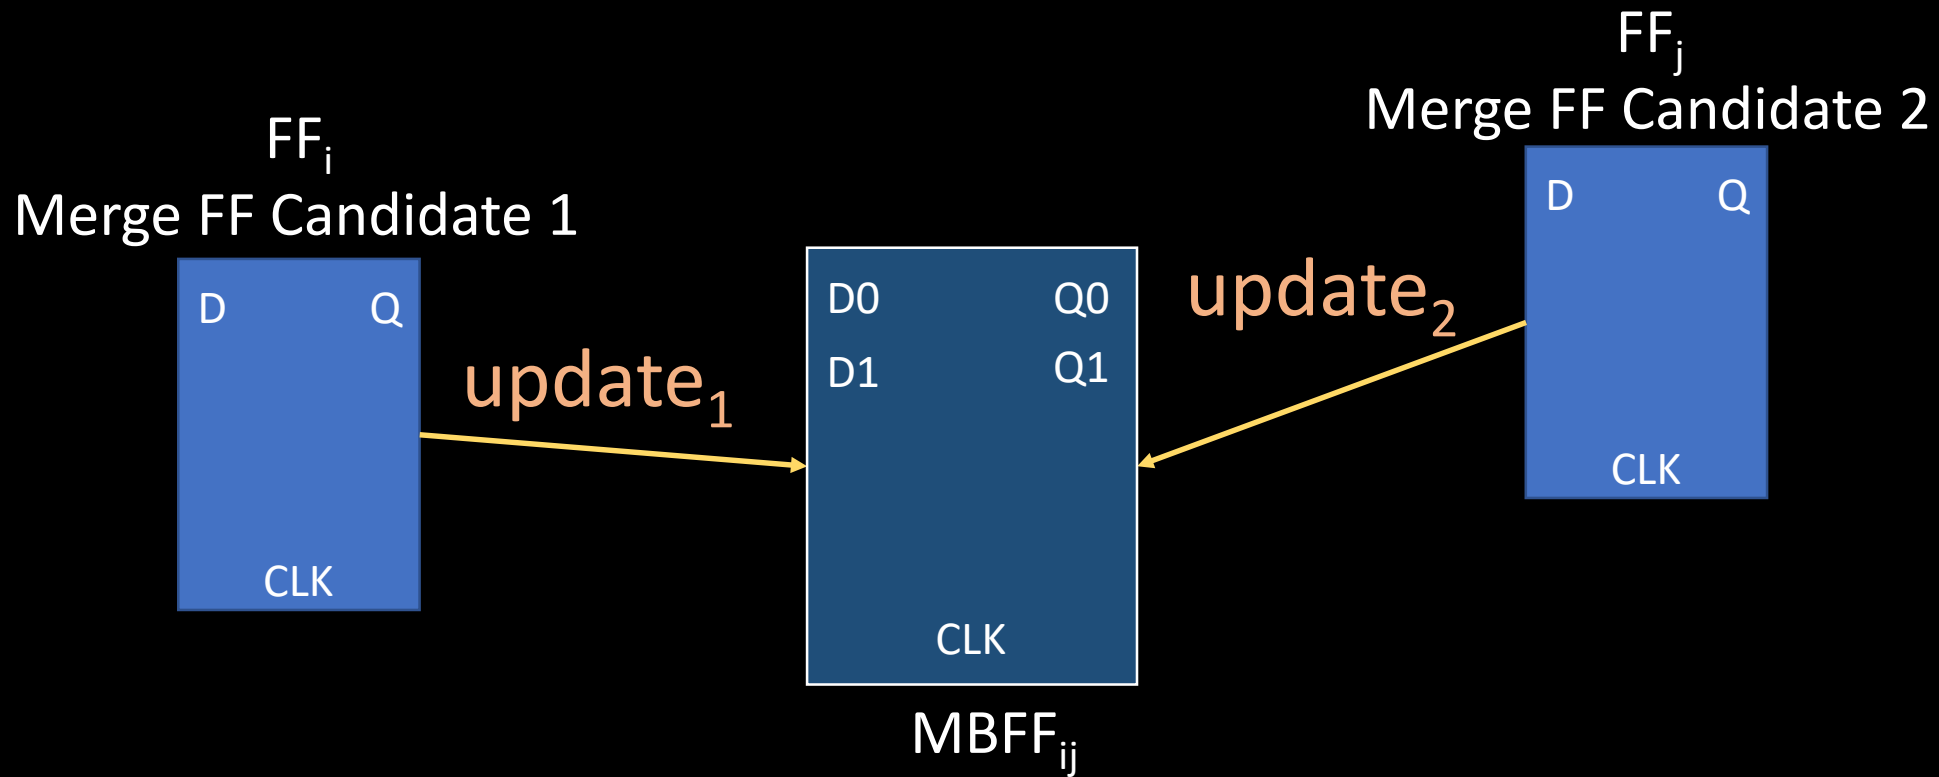 FFi
Merge FF Candidate 1
D Q
CLK
update1
D0 Q0
D1 Q1
CLK
MBFFij
update2
FFj
Merge FF Candidate 2
D Q
CLK